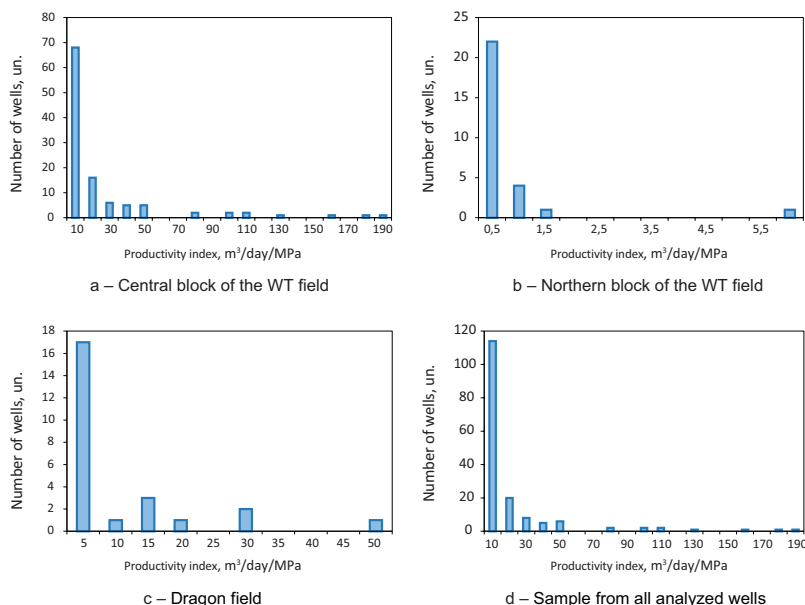 Number of wells, un.
80
70
60
50
40
30
20
10
0
10 30 50 70 90 110 130 150 170 190
Productivity index, m³/day/MPa
a – Central block of the WT field
Number of wells, un.
25
20
15
10
5
0
0,5 1,5 2,5 3,5 4,5 5,5
Productivity index, m³/day/MPa
b – Northern block of the WT field
Number of wells, un.
18
16
14
12
10
8
6
4
2
0
5 10 15 20 25 30 35 40 45 50
Productivity index, m³/day/MPa
c – Dragon field
Number of wells, un.
120
100
80
60
40
20
0
10 30 50 70 90 110 130 150 170 190
Productivity index, m³/day/MPa
d – Sample from all analyzed wells